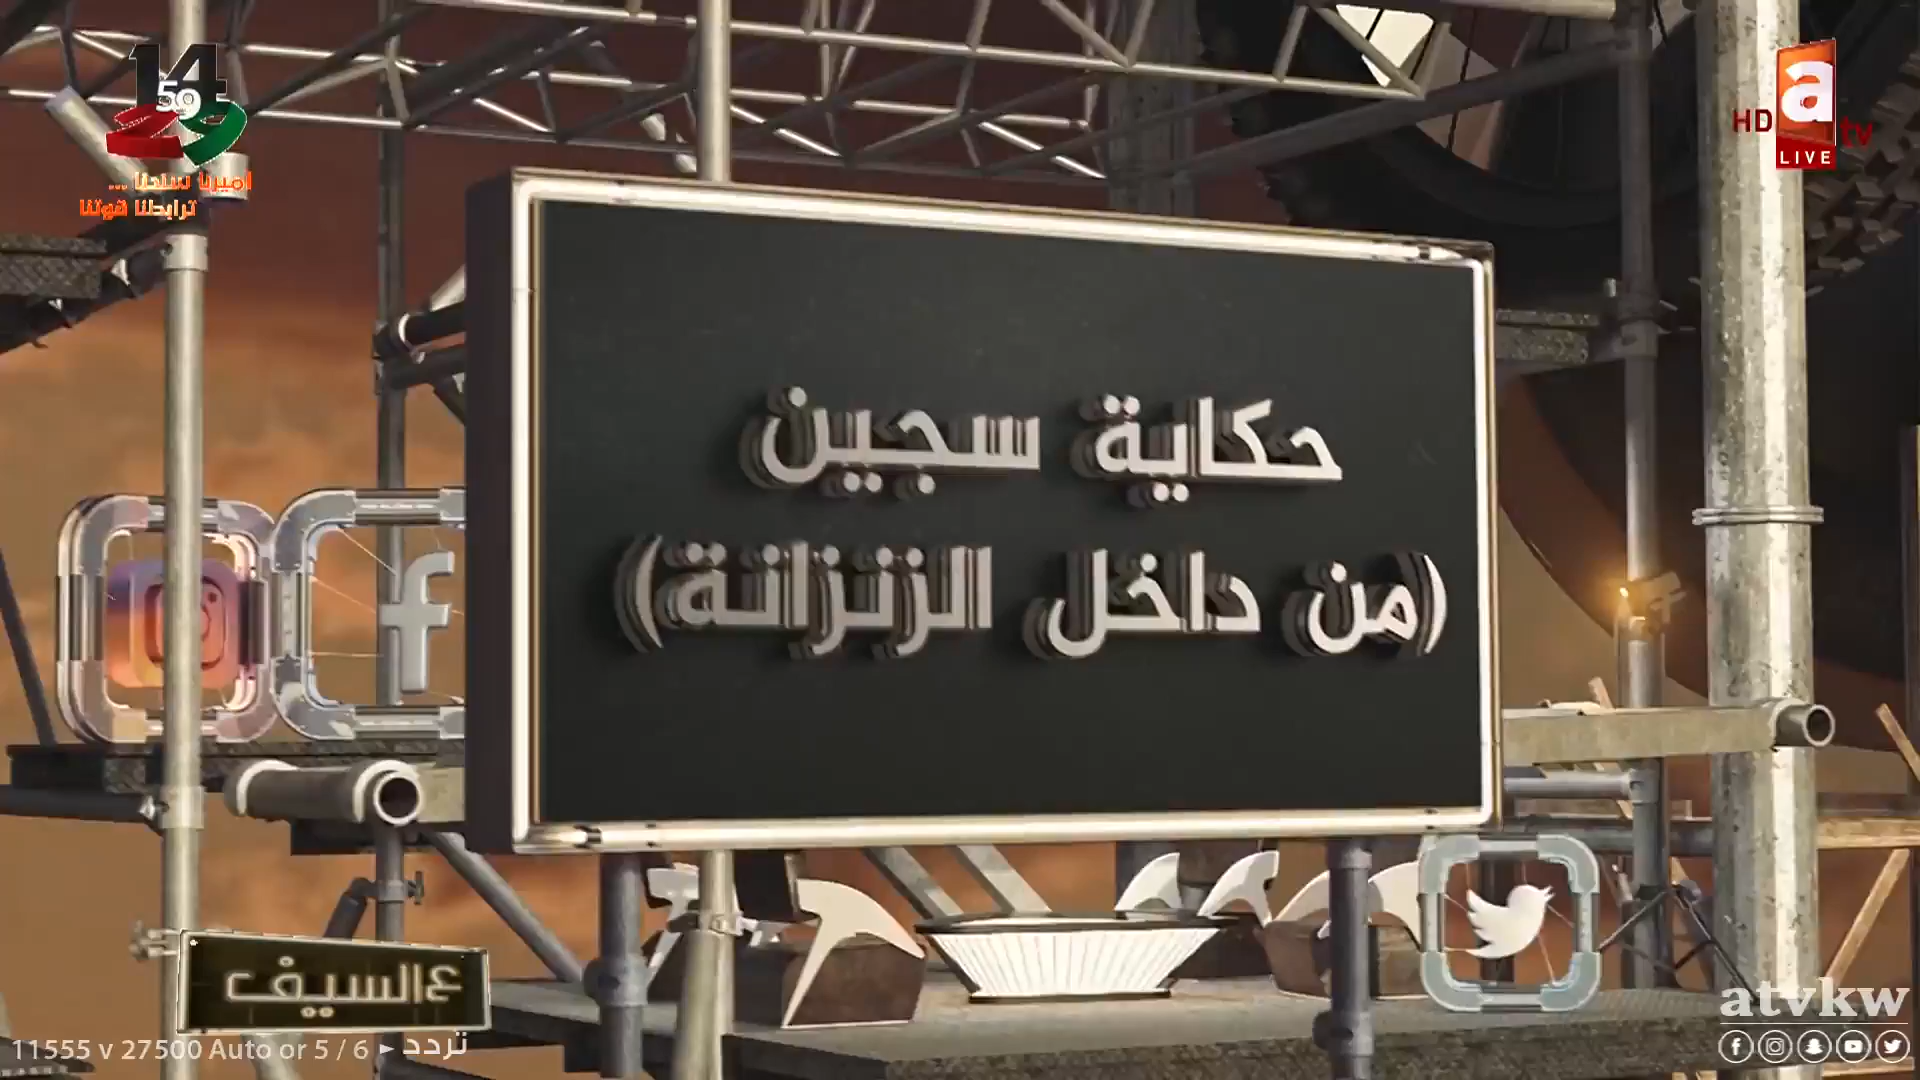 14
59
29
أميرنا سندنا ...
ترابطنا قوتنا
HD a tv
LIVE
حكاية سجين
(من داخل الزنزانة)
ع السيف
11555 v 27500 Auto or 5 / 6 ► تردد
atvkw